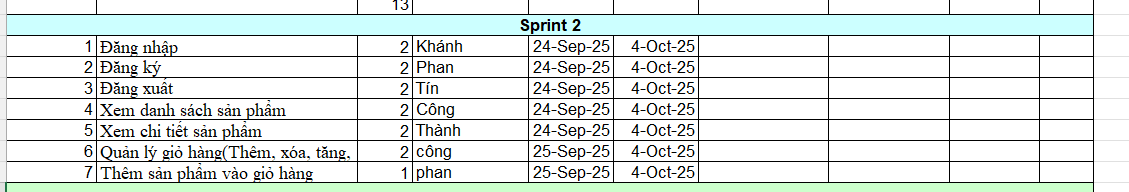 13
Sprint 2
1 Đăng nhập 2 Khánh 24-Sep-25 4-Oct-25
2 Đăng ký 2 Phan 24-Sep-25 4-Oct-25
3 Đăng xuất 2 Tín 24-Sep-25 4-Oct-25
4 Xem danh sách sản phẩm 2 Công 24-Sep-25 4-Oct-25
5 Xem chi tiết sản phẩm 2 Thành 24-Sep-25 4-Oct-25
6 Quản lý giỏ hàng(Thêm, xóa, tăng, 2 công 25-Sep-25 4-Oct-25
7 Thêm sản phẩm vào giỏ hàng 1 phan 25-Sep-25 4-Oct-25